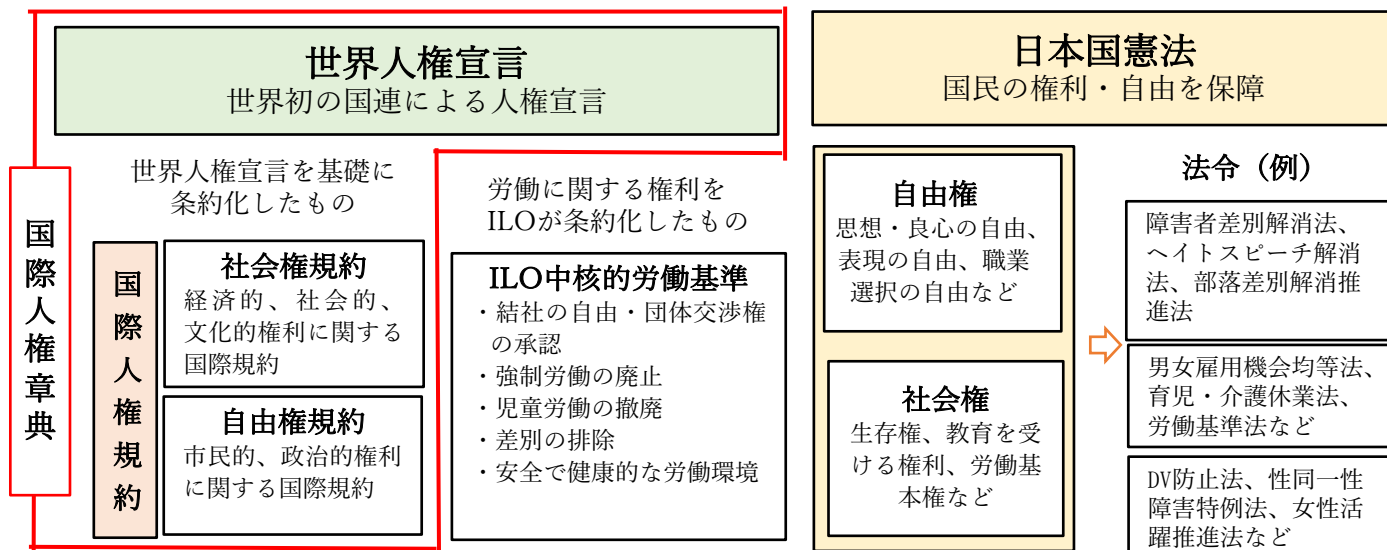 世界人権宣言
世界初の国連による人権宣言
国際人権章典
世界人権宣言を基礎に
条約化したもの
国際人権規約
社会権規約
経済的、社会的、
文化的権利に関する
国際規約
自由権規約
市民的、政治的権利
に関する国際規約
労働に関する権利を
ILOが条約化したもの
ILO中核的労働基準
・結社の自由・団体交渉権
の承認
・強制労働の廃止
・児童労働の撤廃
・差別の排除
・安全で健康的な労働環境
日本国憲法
国民の権利・自由を保障
自由権
思想・良心の自由、
表現の自由、職業
選択の自由など
社会権
生存権、教育を受
ける権利、労働基
本権など
法令（例）
障害者差別解消法、
ヘイトスピーチ解消
法、部落差別解消推
進法
男女雇用機会均等法、
育児・介護休業法、
労働基準法など
DV防止法、性同一性
障害特例法、女性活
躍推進法など